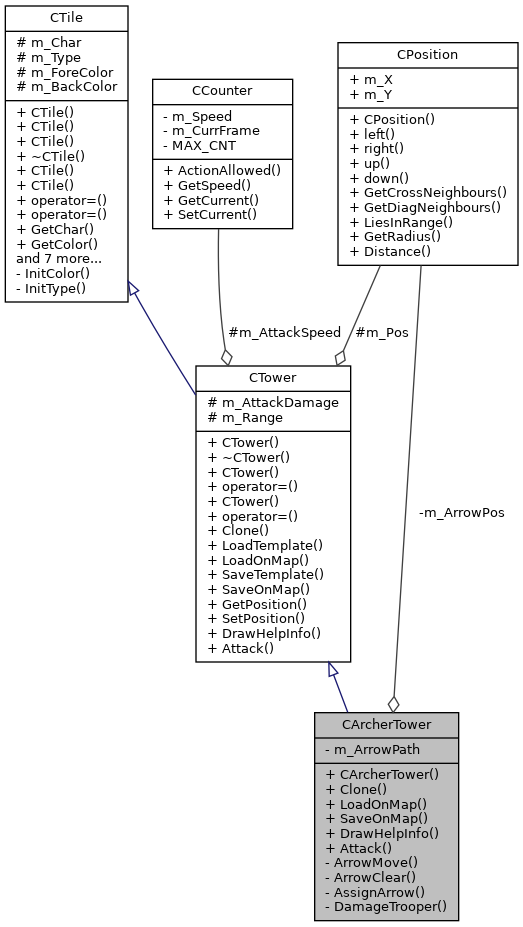 CTile
# m_Char
# m_Type
# m_ForeColor
# m_BackColor
+ CTile()
+ CTile()
+ CTile()
+ ~CTile()
+ CTile()
+ CTile()
+ operator=()
+ operator=()
+ GetChar()
+ GetColor()
and 7 more...
- InitColor()
- InitType()
CCounter
- m_Speed
- m_CurrFrame
- MAX_CNT
+ ActionAllowed()
+ GetSpeed()
+ GetCurrent()
+ SetCurrent()
CPosition
+ m_X
+ m_Y
+ CPosition()
+ left()
+ right()
+ up()
+ down()
+ GetCrossNeighbours()
+ GetDiagNeighbours()
+ LiesInRange()
+ GetRadius()
+ Distance()
#m_AttackSpeed
#m_Pos
CTower
# m_AttackDamage
# m_Range
+ CTower()
+ ~CTower()
+ CTower()
+ operator=()
+ CTower()
+ operator=()
+ Clone()
+ LoadTemplate()
+ LoadOnMap()
+ SaveTemplate()
+ SaveOnMap()
+ GetPosition()
+ SetPosition()
+ DrawHelpInfo()
+ Attack()
-m_ArrowPos
CArcherTower
- m_ArrowPath
+ CArcherTower()
+ Clone()
+ LoadOnMap()
+ SaveOnMap()
+ DrawHelpInfo()
+ Attack()
- ArrowMove()
- ArrowClear()
- AssignArrow()
- DamageTrooper()